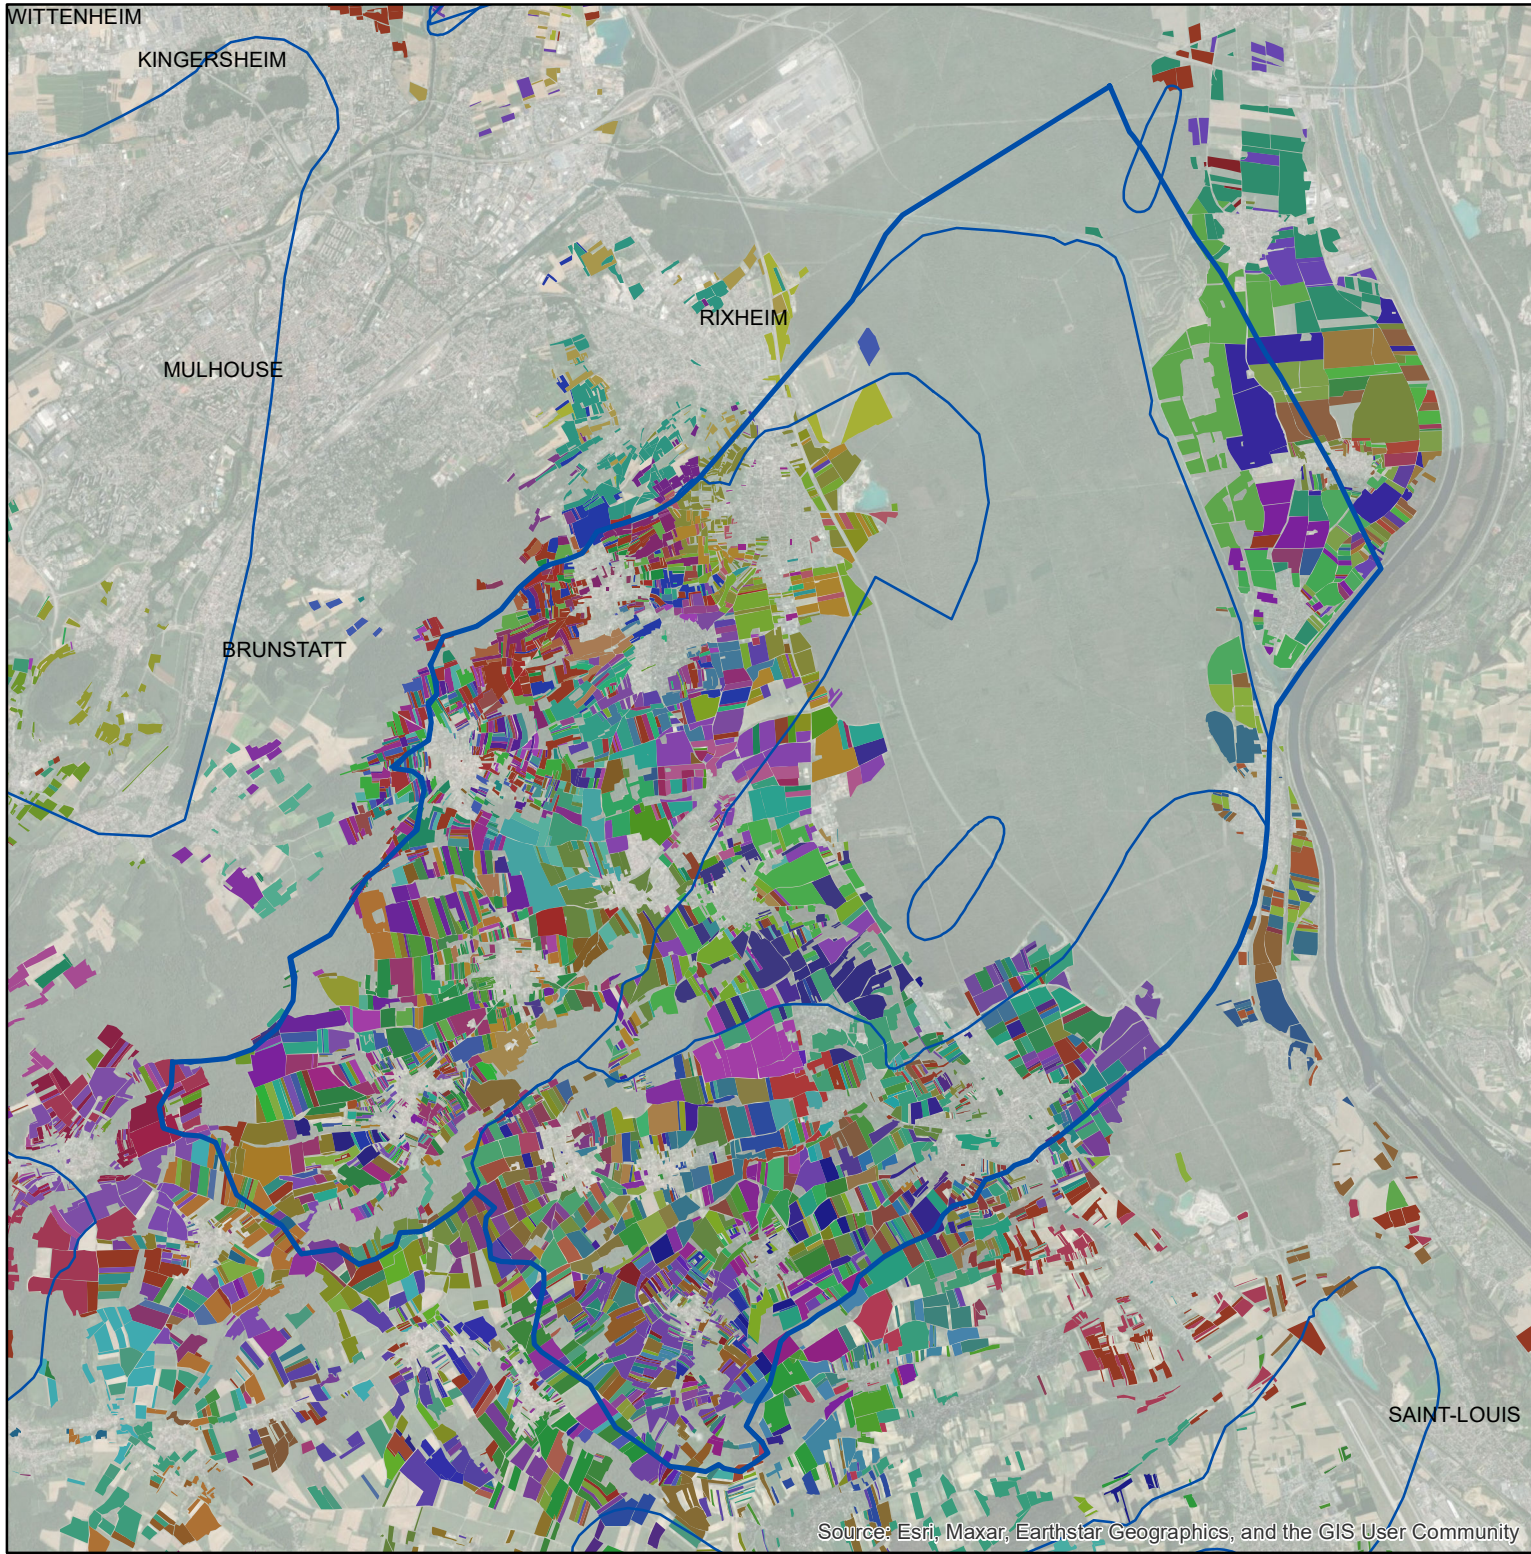 WITTENHEIM
KINGERSHEIM
RIXHEIM
MULHOUSE
BRUNSTATT
SAINT-LOUIS
Source: Esri, Maxar, Earthstar Geographics, and the GIS User Community